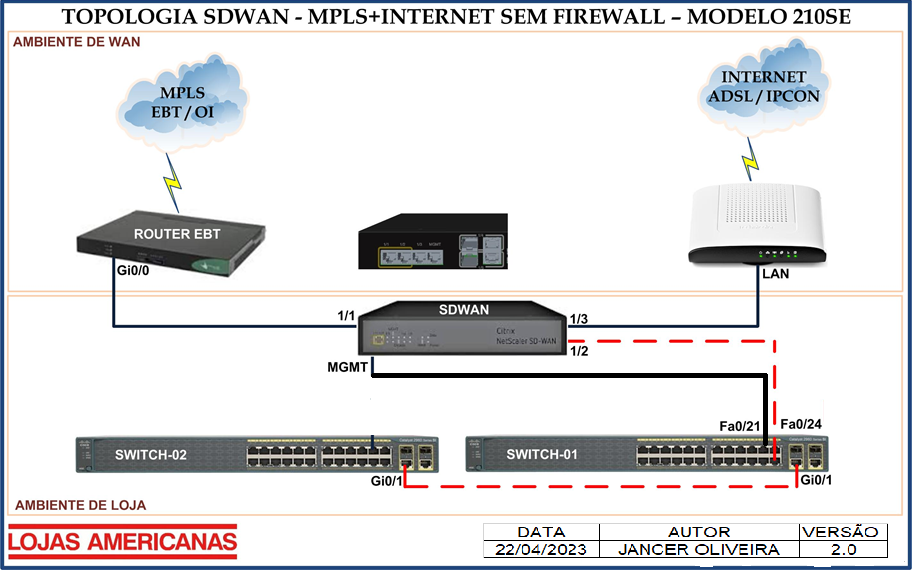 TOPOLOGIA SDWAN - MPLS+INTERNET SEM FIREWALL – MODELO 210SE
AMBIENTE DE WAN
MPLS
EBT / OI
INTERNET
ADSL / IPCON
ROUTER EBT
Gi0/0
LAN
SDWAN
1/1
1/3
Citrix
NetScaler SD-WAN
1/2
MGMT
Fa0/21
Fa0/24
SWITCH-02
SWITCH-01
Gi0/1
Gi0/1
AMBIENTE DE LOJA
LOJAS AMERICANAS
DATA AUTOR VERSÃO
22/04/2023 JANCER OLIVEIRA 2.0